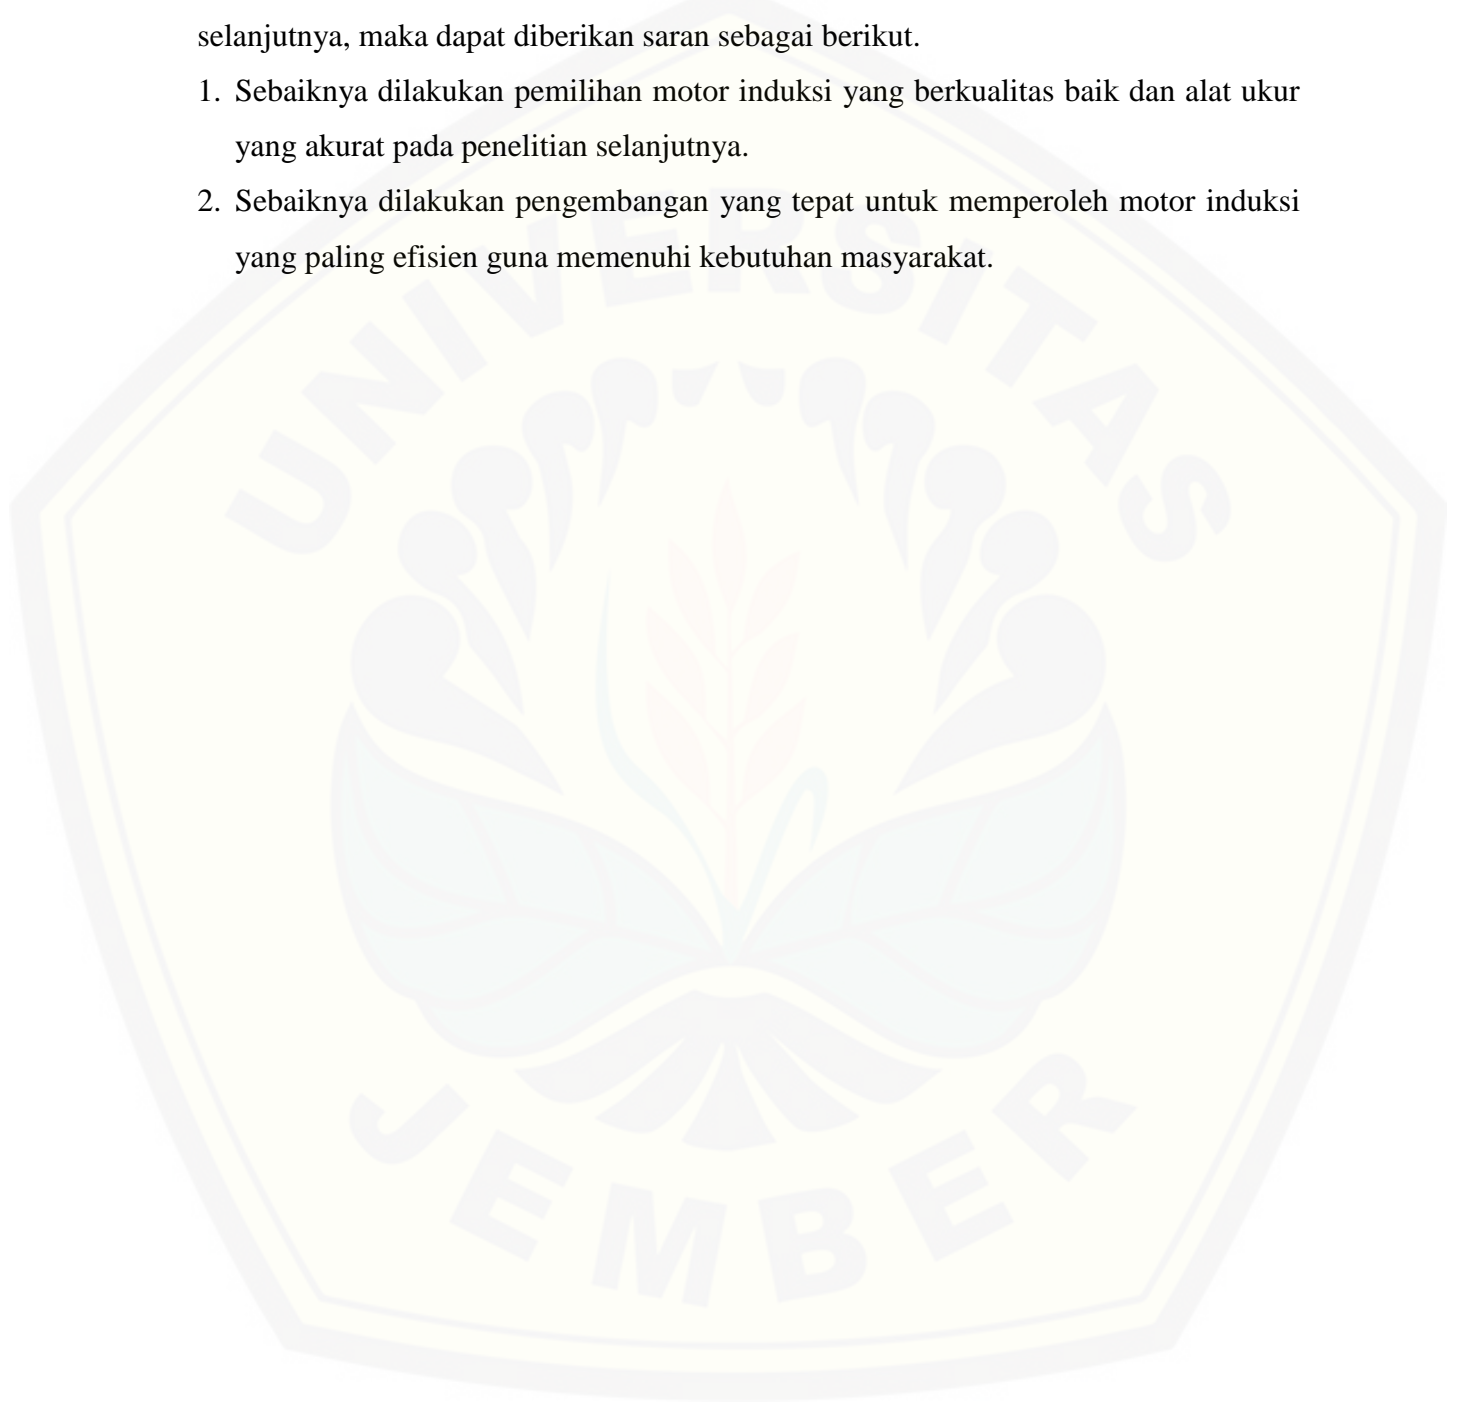 selanjutnya, maka dapat diberikan saran sebagai berikut.
1. Sebaiknya dilakukan pemilihan motor induksi yang berkualitas baik dan alat ukur
yang akurat pada penelitian selanjutnya.
2. Sebaiknya dilakukan pengembangan yang tepat untuk memperoleh motor induksi
yang paling efisien guna memenuhi kebutuhan masyarakat.
UNIVERSITAS
JEMBER